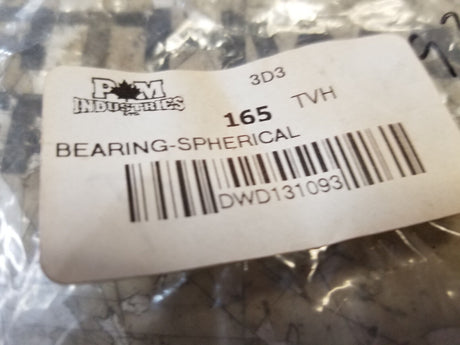 P M
INDUSTRIES
3D3
165 TVH
BEARING-SPHERICAL
DWD131093